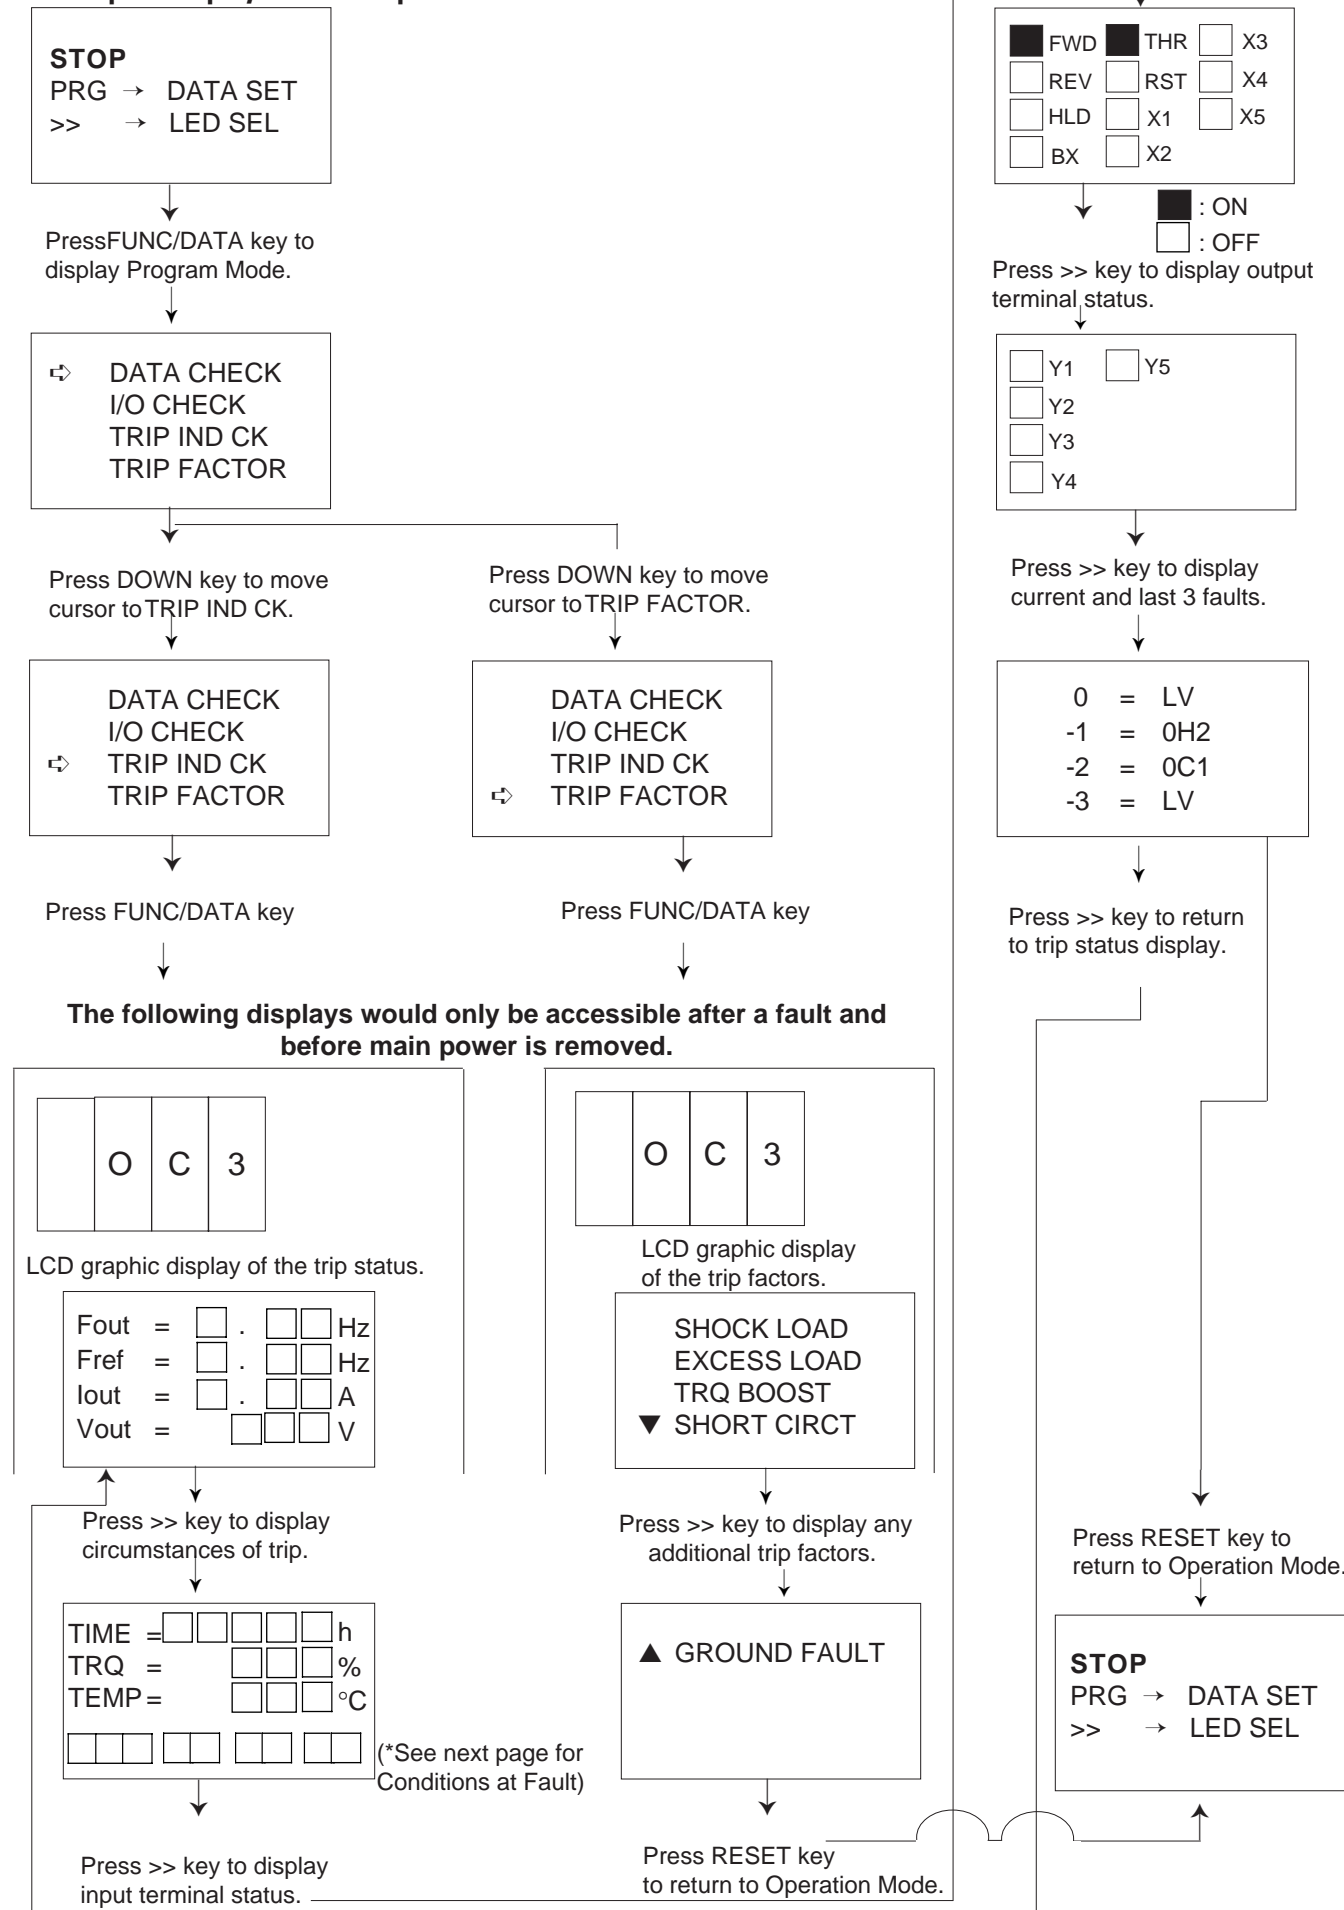 STOP
PRG → DATA SET
>> → LED SEL
PressFUNC/DATA key to
display Program Mode.
➪ DATA CHECK
I/O CHECK
TRIP IND CK
TRIP FACTOR
Press DOWN key to move
cursor to TRIP IND CK.
DATA CHECK
I/O CHECK
➪ TRIP IND CK
TRIP FACTOR
Press FUNC/DATA key
Press DOWN key to move
cursor to TRIP FACTOR.
DATA CHECK
I/O CHECK
TRIP IND CK
➪ TRIP FACTOR
Press FUNC/DATA key
The following displays would only be accessible after a fault and
before main power is removed.
O C 3
LCD graphic display of the trip status.
Fout = . Hz
Fref = . Hz
Iout = . A
Vout = V
Press >> key to display
circumstances of trip.
TIME = h
TRQ = %
TEMP = °C
(*See next page for
Conditions at Fault)
Press >> key to display
input terminal status.
O C 3
LCD graphic display
of the trip factors.
SHOCK LOAD
EXCESS LOAD
TRQ BOOST
▼ SHORT CIRCT
Press >> key to display any
additional trip factors.
▲ GROUND FAULT
Press RESET key
to return to Operation Mode.
FWD THR X3
REV RST X4
HLD X1 X5
BX X2
: ON
: OFF
Press >> key to display output
terminal status.
Y1 Y5
Y2
Y3
Y4
Press >> key to display
current and last 3 faults.
0 = LV
-1 = 0H2
-2 = 0C1
-3 = LV
Press >> key to return
to trip status display.
Press RESET key to
return to Operation Mode.
STOP
PRG → DATA SET
>> → LED SEL